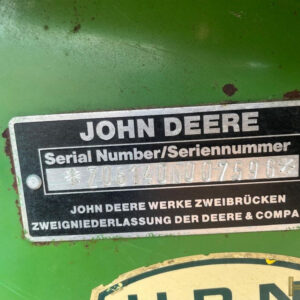 JOHN DEERE
Serial Number/Seriennummer
JOHN DEERE WERKE ZWEIBRÜCKEN
ZWEIGNIEDERLASSUNG DER DEERE & COMPA